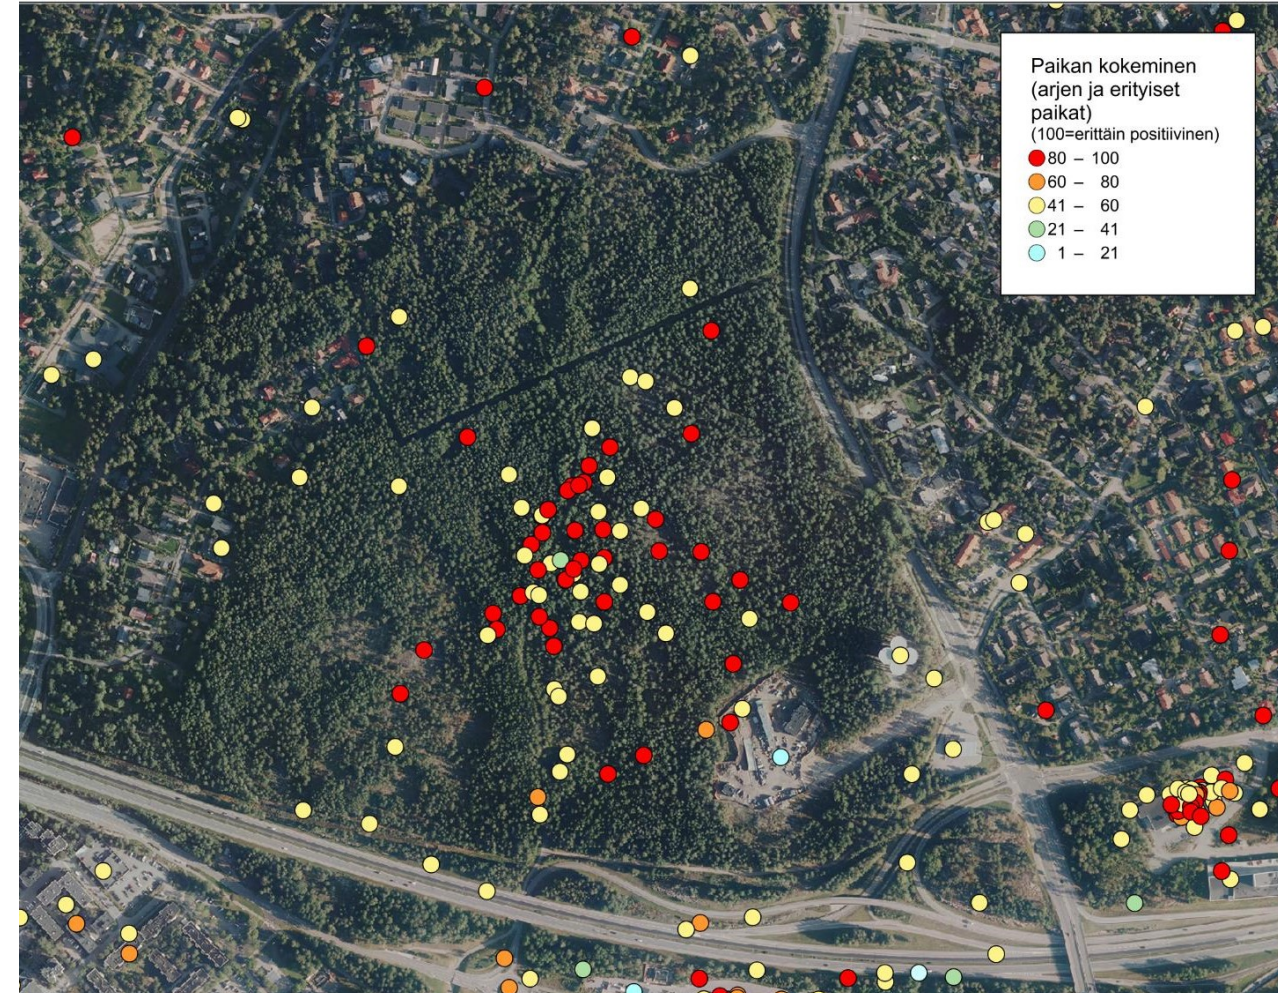 Paikan kokeminen
(arjen ja erityiset
paikat)
(100=erittäin positiivinen)
80 – 100
60 – 80
41 – 60
21 – 41
1 – 21